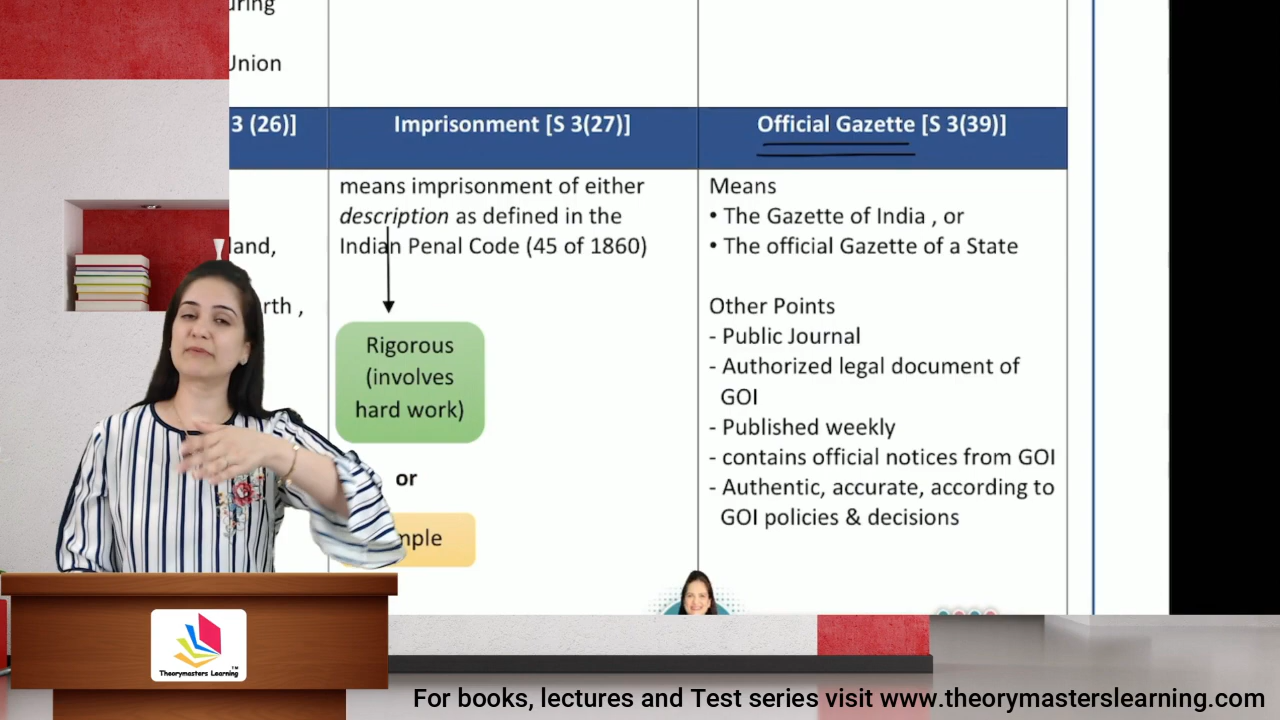 Union
3 (26)]
Imprisonment [S 3(27)]
Official Gazette [S 3(39)]
means imprisonment of either
description as defined in the
Indian Penal Code (45 of 1860)
land,
Rigorous
(involves
hard work)
or
Means
• The Gazette of India , or
• The official Gazette of a State
Other Points
- Public Journal
- Authorized legal document of
GOI
- Published weekly
- contains official notices from GOI
- Authentic, accurate, according to
GOI policies & decisions
Theorymasters Learning™
For books, lectures and Test series visit www.theorymasterslearning.com